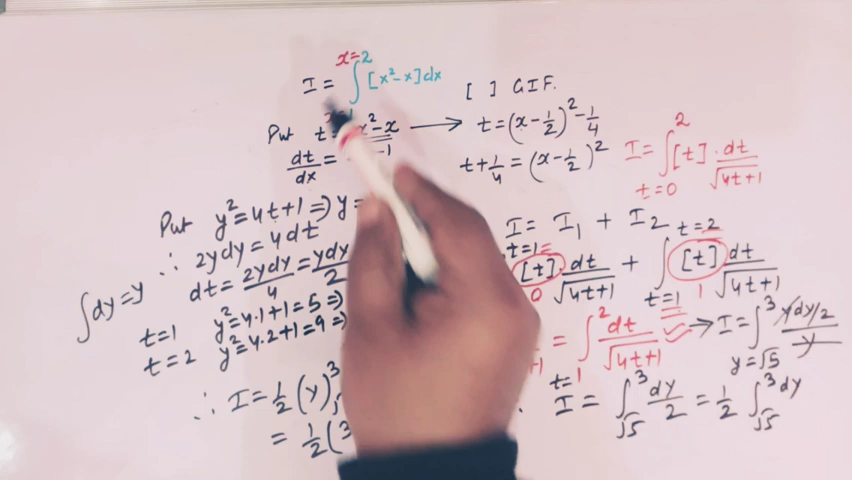 x=2
I = ∫ [x²-x]dx
[ ] GIF.
Put t = x²-x → t=(x-1/2)²-1/4
dt/dx = -1
t+1/4 = (x-1/2)²
I = ∫ [t]. dt/√4t+1
2
t=0
Put y²=4t+1 ⇒ y=
∴ 2ydy = 4dt
dt = 2ydy/4 = ydy/2
∫dy=y
t=1 y²=4.1+1=5 ⇒
t=2 y²=4.2+1=9 ⇒
∴ I = 1/2 (y)³
= 1/2 (3
I = I₁ + I₂
t=1 t=2
[t]. dt/√4t+1 + ∫ [t] dt/√4t+1
0 t=1 1
= ∫ dt/√4t+1 → I = ∫ ydy/2/y
2 3
t=1 y=√5
I = ∫ dy/2 = 1/2 ∫ dy
3 3
√5 √5